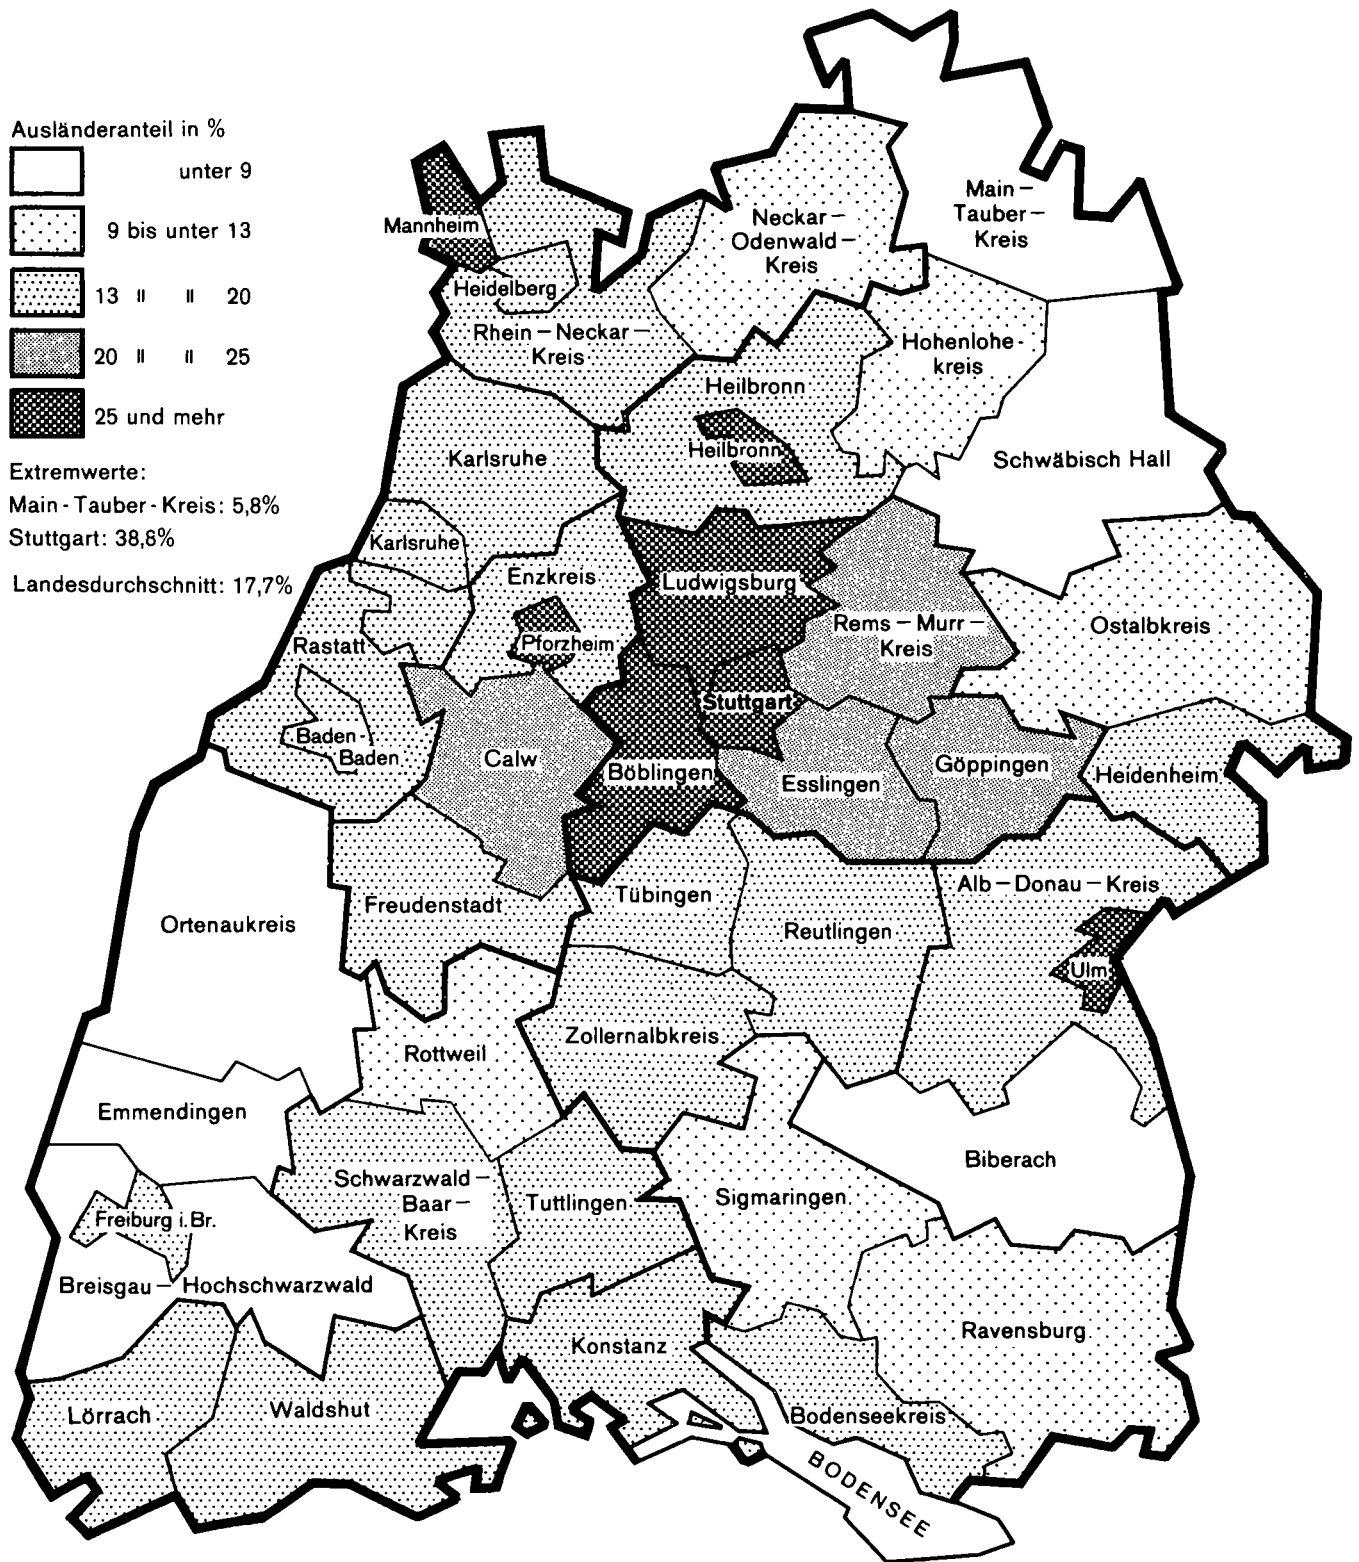 Ausländeranteil in %
unter 9
9 bis unter 13
13 〃 〃 20
20 〃 〃 25
25 und mehr
Extremwerte:
Main-Tauber-Kreis: 5,8%
Stuttgart: 38,8%
Landesdurchschnitt: 17,7%
Main –
Tauber –
Kreis
Mannheim
Neckar –
Odenwald –
Kreis
Heidelberg
Rhein – Neckar –
Kreis
Hohenlohe-
kreis
Heilbronn
Heilbronn
Karlsruhe
Schwäbisch Hall
Karlsruhe
Enzkreis
Ludwigsburg
Rems – Murr –
Kreis
Ostalbkreis
Pforzheim
Rastatt
Stuttgart
Baden-
Baden
Calw
Böblingen
Esslingen
Göppingen
Heidenheim
Alb – Donau – Kreis
Tübingen
Freudenstadt
Ortenaukreis
Reutlingen
Ulm
Zollernalbkreis
Rottweil
Emmendingen
Biberach
Schwarzwald –
Baar –
Kreis
Tuttlingen
Sigmaringen
Freiburg i. Br.
Breisgau – Hochschwarzwald
Ravensburg
Konstanz
Lörrach
Waldshut
Bodenseekreis
BODENSEE